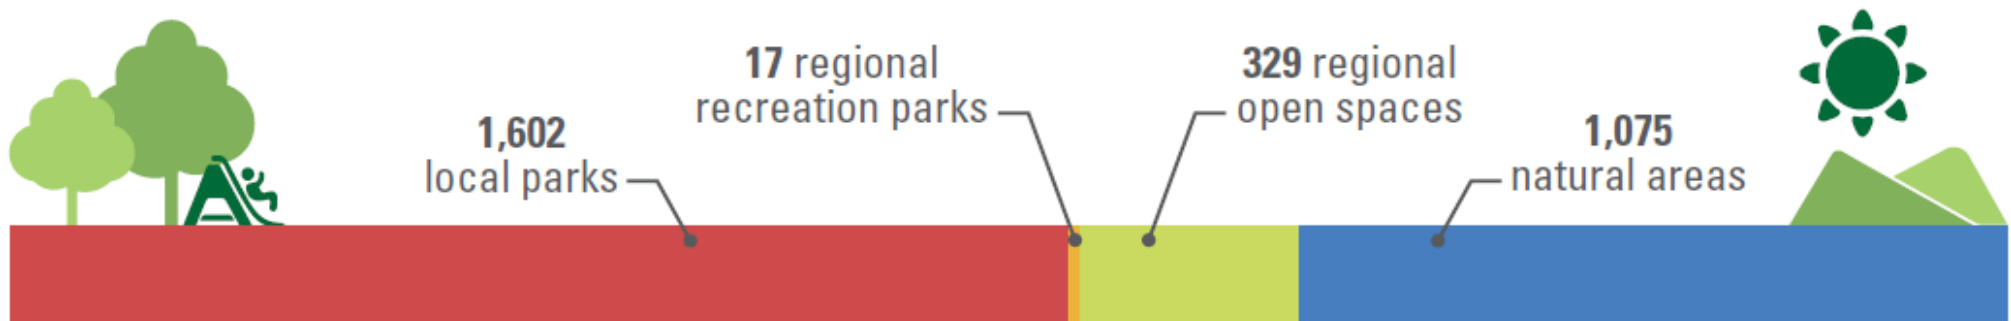 1,602
local parks
17 regional
recreation parks
329 regional
open spaces
1,075
natural areas